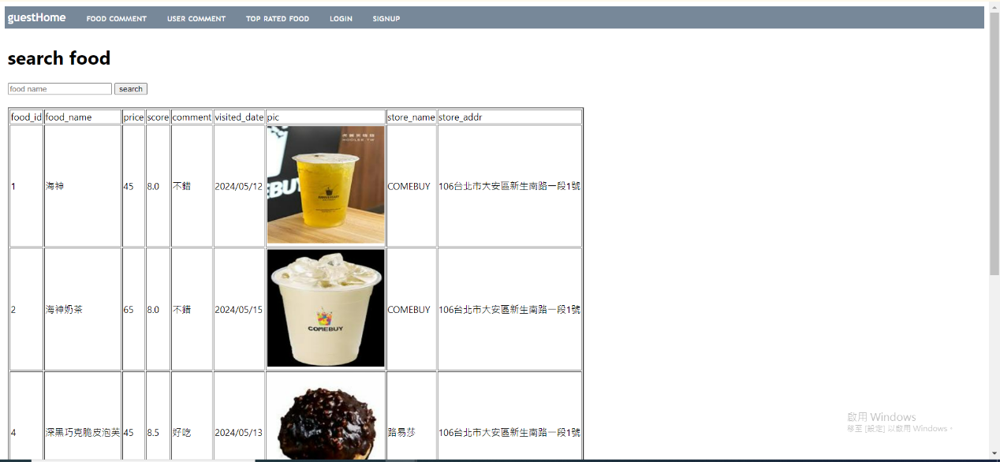 guestHome FOOD COMMENT USER COMMENT TOP RATED FOOD LOGIN SIGNUP
search food
food name search
food_id food_name price score comment visited_date pic store_name store_addr
HOOLEE.TW
1 海神 45 8.0 不錯 2024/05/12 COMEBUY 106台北市大安區新生南路一段1號
2 海神奶茶 65 8.0 不錯 2024/05/15 COMEBUY COMEBUY 106台北市大安區新生南路一段1號
4 深黑巧克脆皮泡芙 45 8.5 好吃 2024/05/13 路易莎 106台北市大安區新生南路一段1號
啟用 Windows
移至 [設定] 以啟用 Windows。